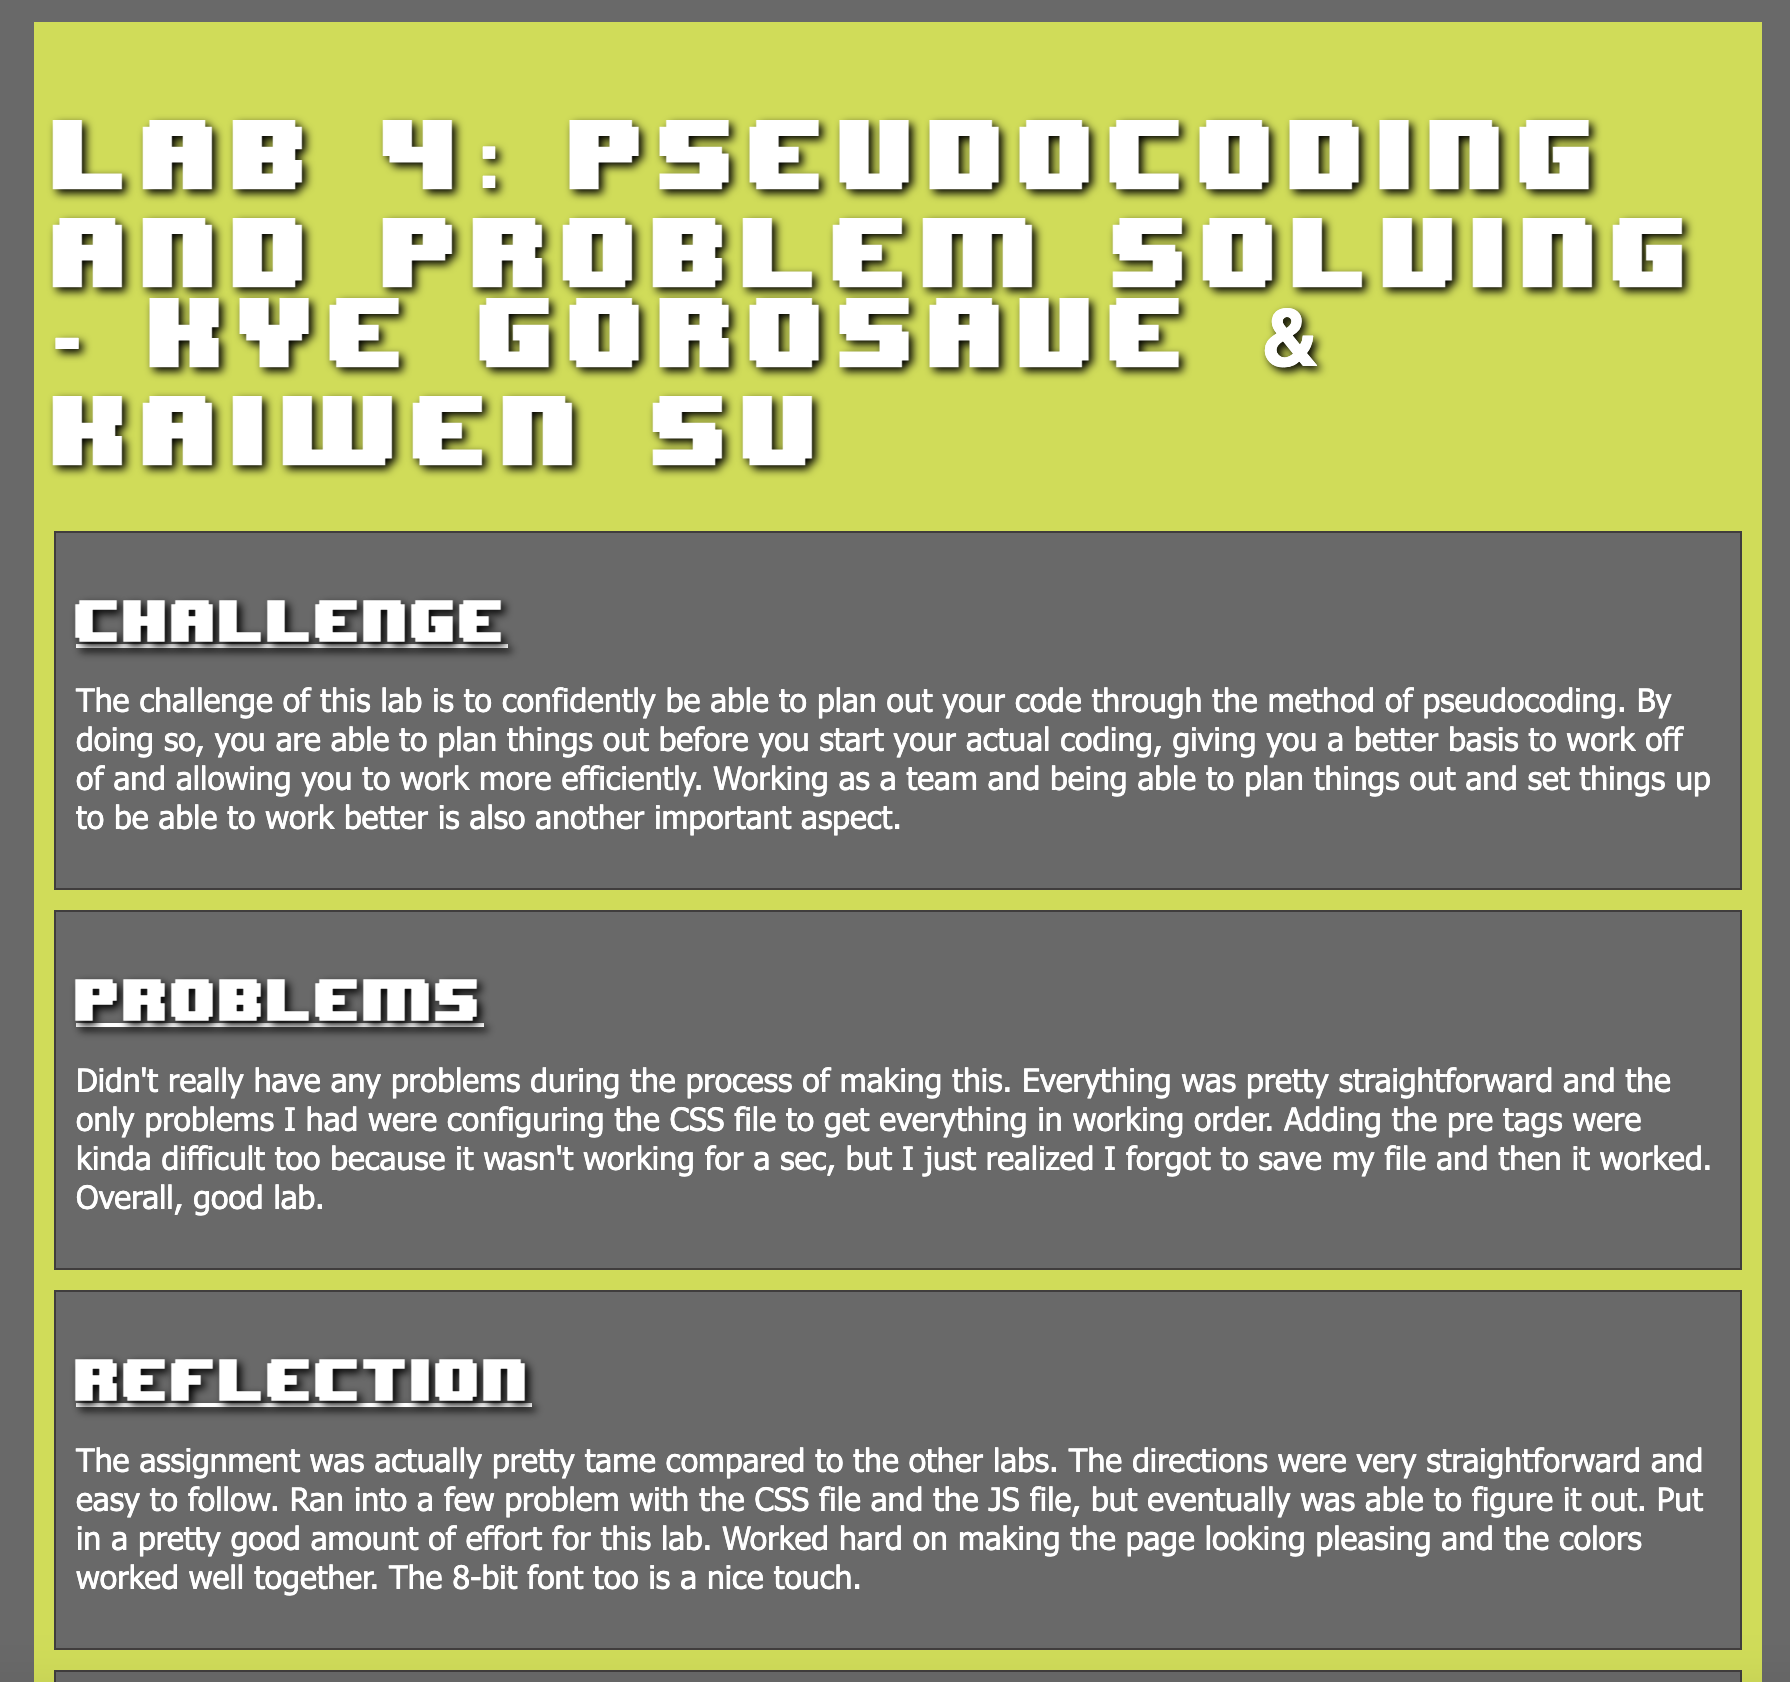 LAB 4: PSEUDOCODING
AND PROBLEM SOLVING
- KYE GOROSAVE &
KAIWEN SU
CHALLENGE
The challenge of this lab is to confidently be able to plan out your code through the method of pseudocoding. By
doing so, you are able to plan things out before you start your actual coding, giving you a better basis to work off
of and allowing you to work more efficiently. Working as a team and being able to plan things out and set things up
to be able to work better is also another important aspect.
PROBLEMS
Didn't really have any problems during the process of making this. Everything was pretty straightforward and the
only problems I had were configuring the CSS file to get everything in working order. Adding the pre tags were
kinda difficult too because it wasn't working for a sec, but I just realized I forgot to save my file and then it worked.
Overall, good lab.
REFLECTION
The assignment was actually pretty tame compared to the other labs. The directions were very straightforward and
easy to follow. Ran into a few problem with the CSS file and the JS file, but eventually was able to figure it out. Put
in a pretty good amount of effort for this lab. Worked hard on making the page looking pleasing and the colors
worked well together. The 8-bit font too is a nice touch.